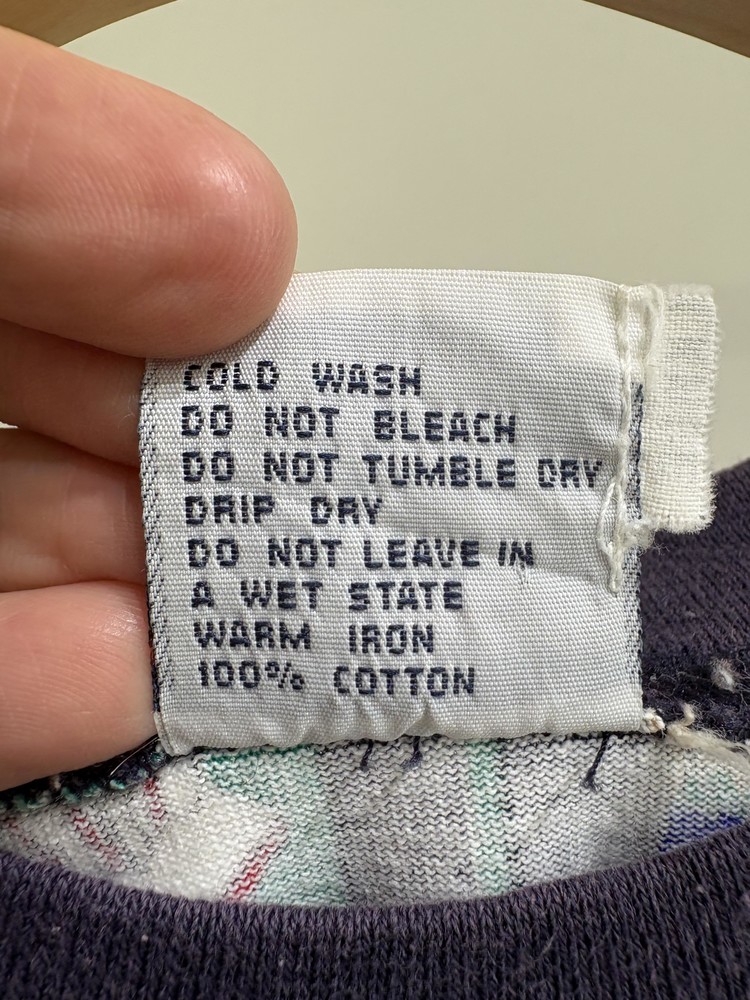 COLD WASH
DO NOT BLEACH
DO NOT TUMBLE DRY
DRIP DRY
DO NOT LEAVE IN
A WET STATE
WARM IRON
100% COTTON